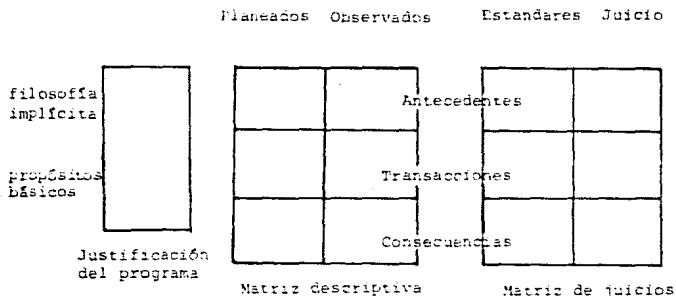 Planeados Observados Estandares Juicio
filosofía
implícita
Antecedentes
propósitos
básicos
Transacciones
Consecuencias
Justificación
del programa
Matriz descriptiva
Matriz de juicios